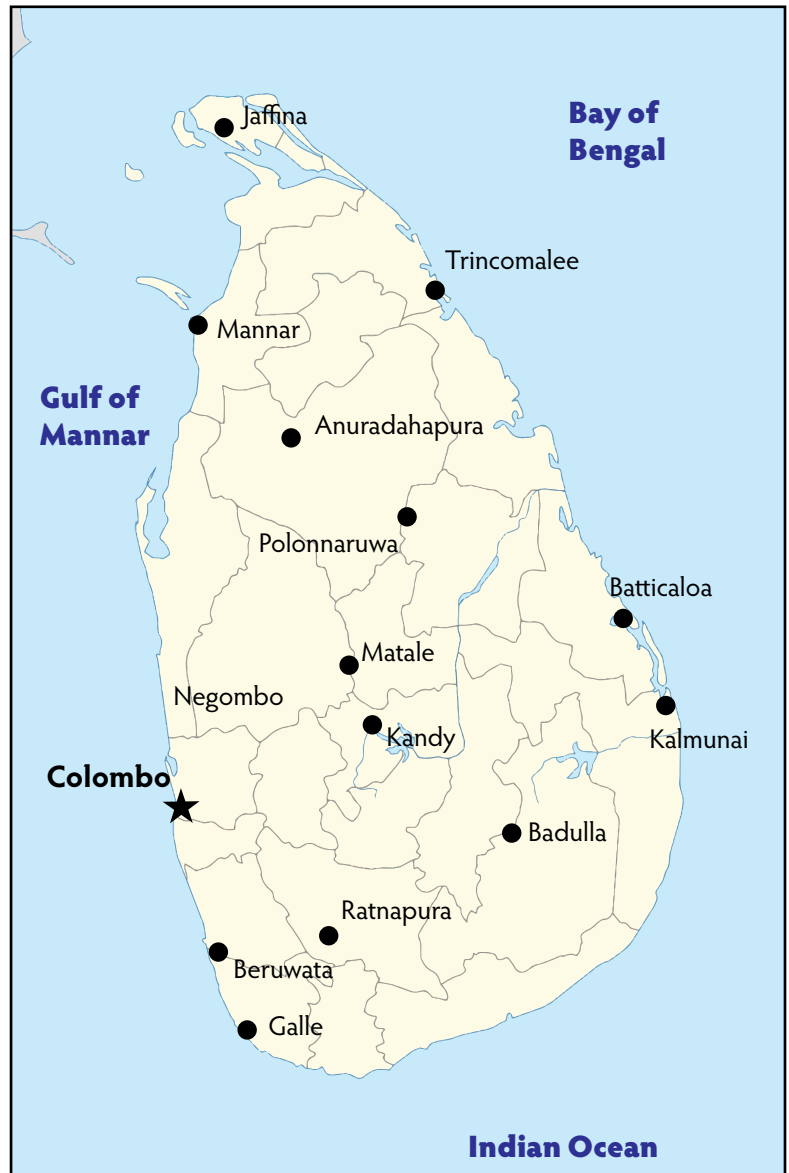 Jaffina
Bay of
Bengal
Trincomalee
Mannar
Gulf of
Mannar
Anuradahapura
Polonnaruwa
Batticaloa
Matale
Negombo
Kandy
Kalmunai
Colombo
Badulla
Ratnapura
Beruwata
Galle
Indian Ocean